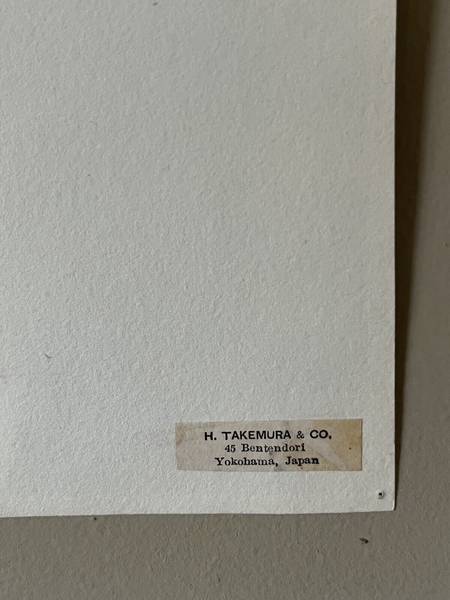 H. TAKEMURA & CO.
45 Bentendori
Yokohama, Japan